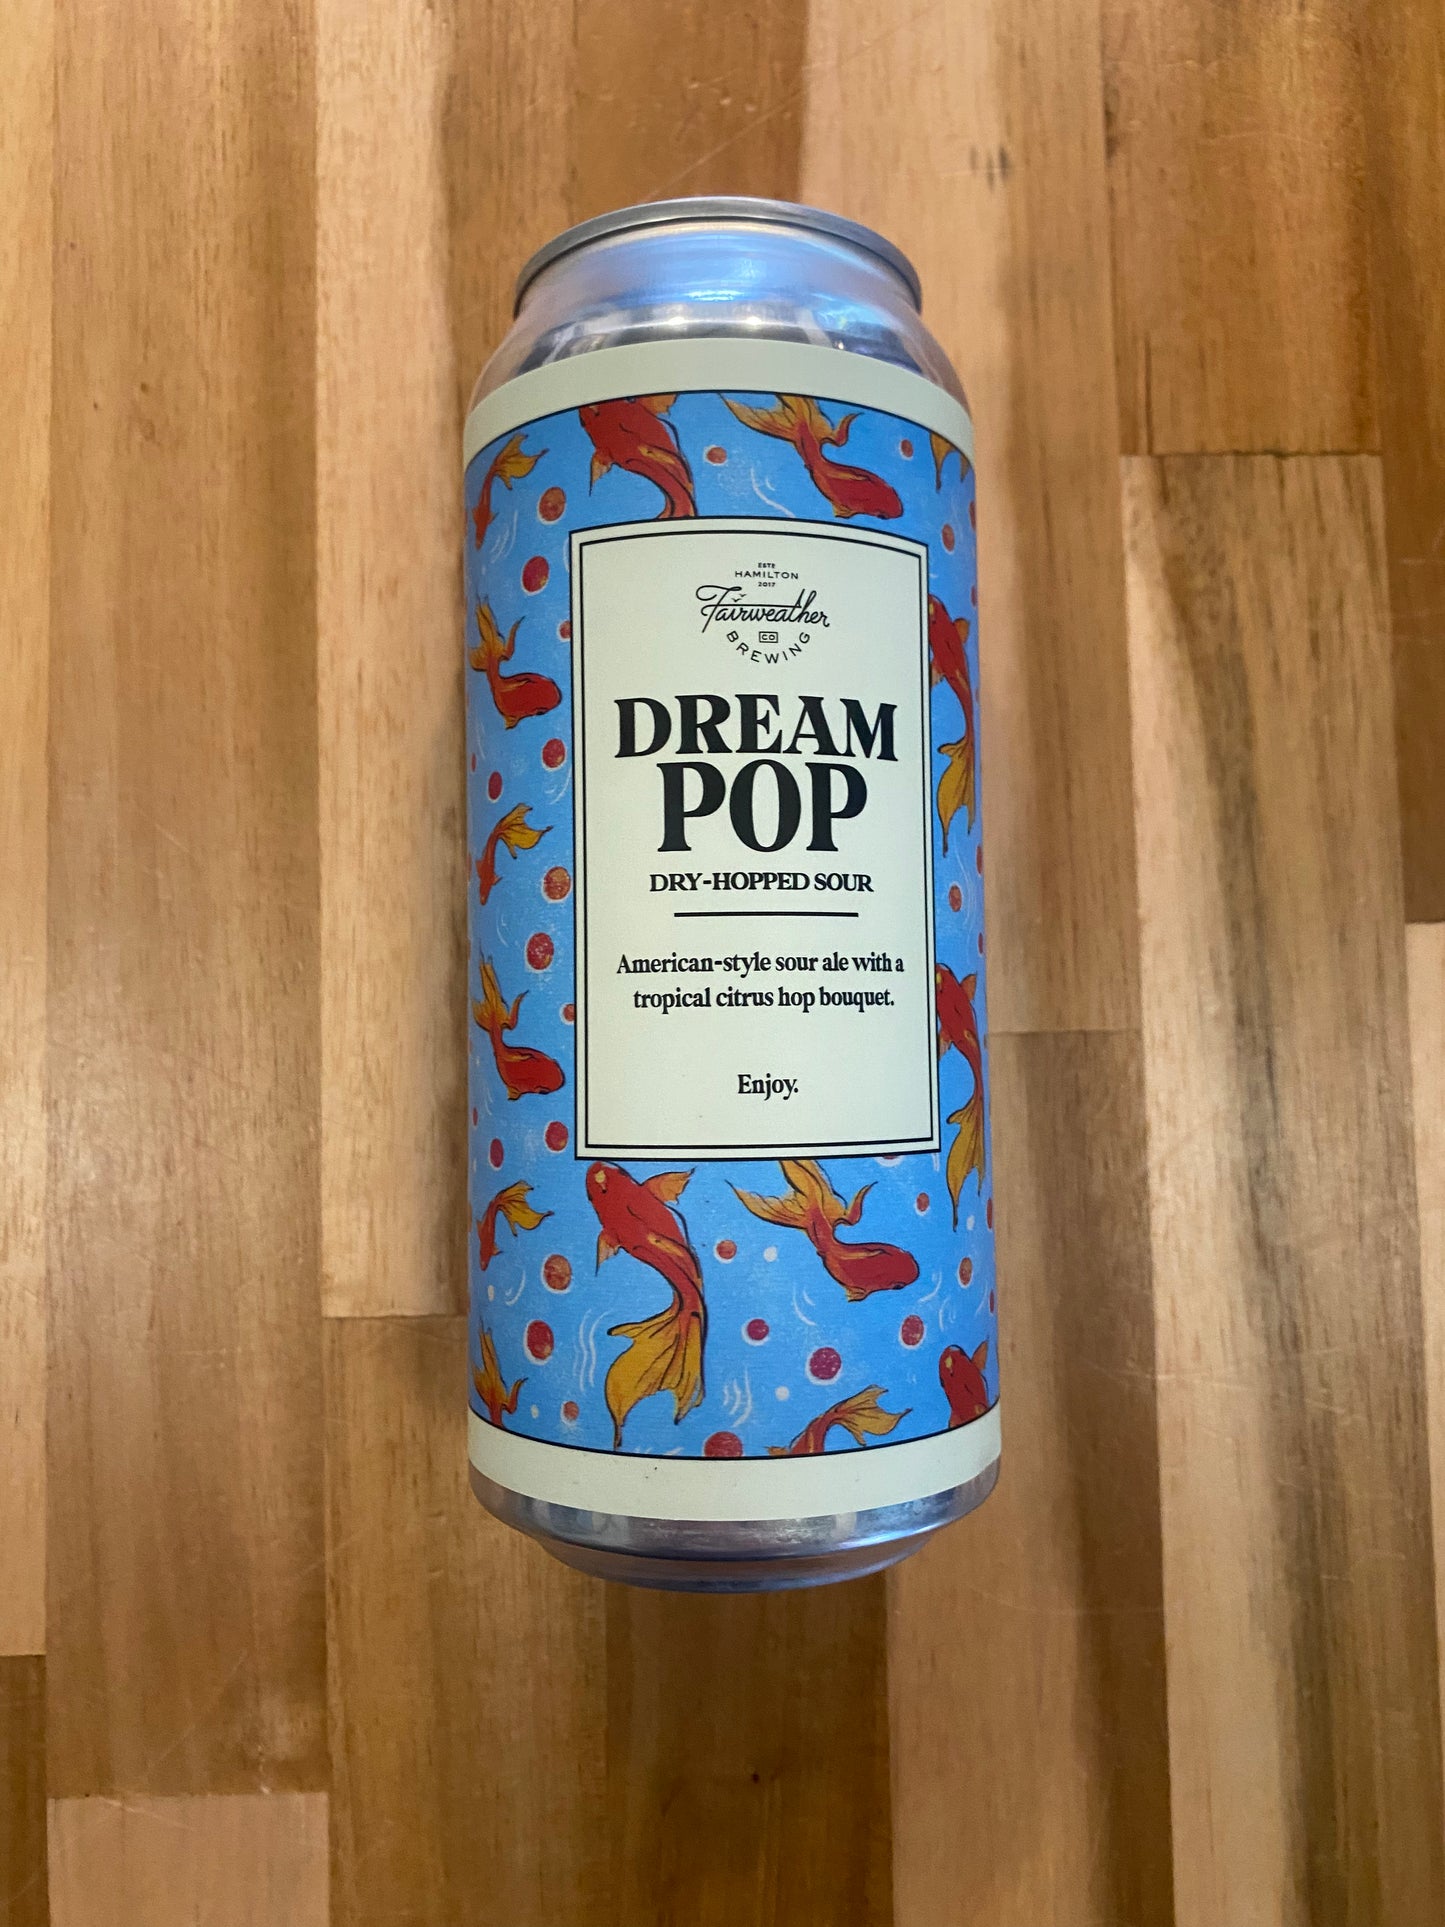 ESTD
HAMILTON
2017
Fairweather
CO
BREWING
DREAM
POP
DRY-HOPPED SOUR
American-style sour ale with a
tropical citrus hop bouquet.
Enjoy.